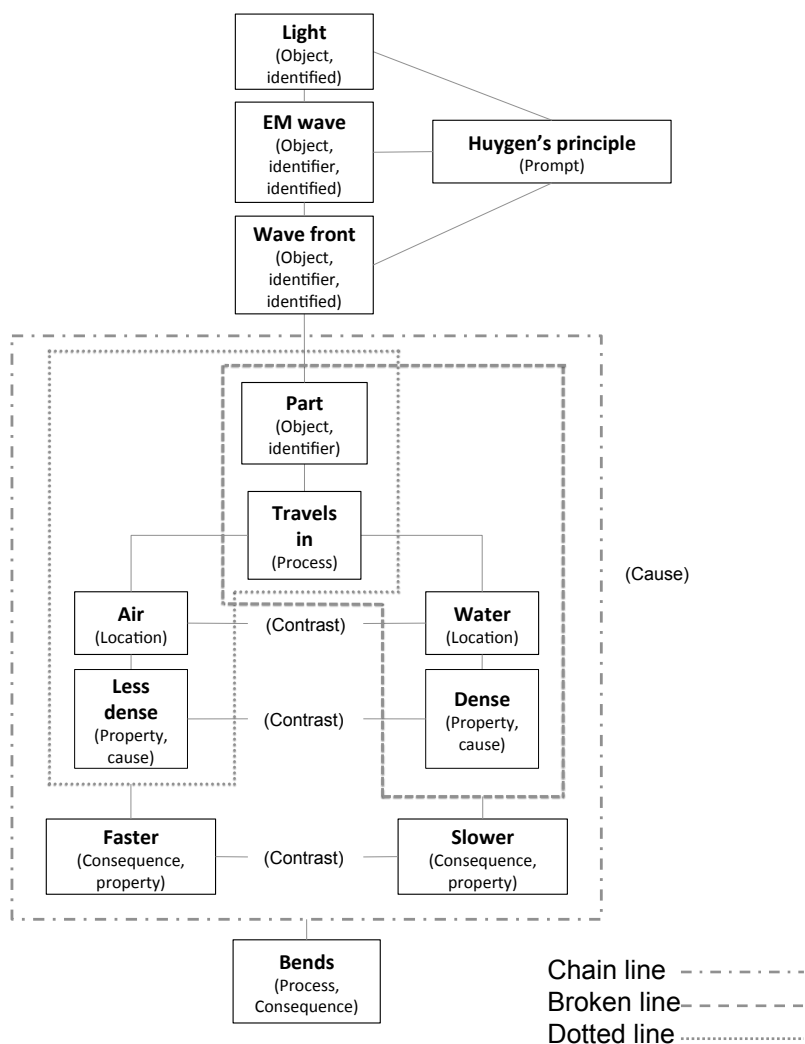 Light
(Object,
identified)
EM wave
(Object,
identifier,
identified)
Huygen's principle
(Prompt)
Wave front
(Object,
identifier,
identified)
Part
(Object,
identifier)
Travels
in
(Process)
(Cause)
Air
(Location)
(Contrast)
Water
(Location)
Less
dense
(Property,
cause)
(Contrast)
Dense
(Property,
cause)
Faster
(Consequence,
property)
(Contrast)
Slower
(Consequence,
property)
Bends
(Process,
Consequence)
Chain line
Broken line
Dotted line